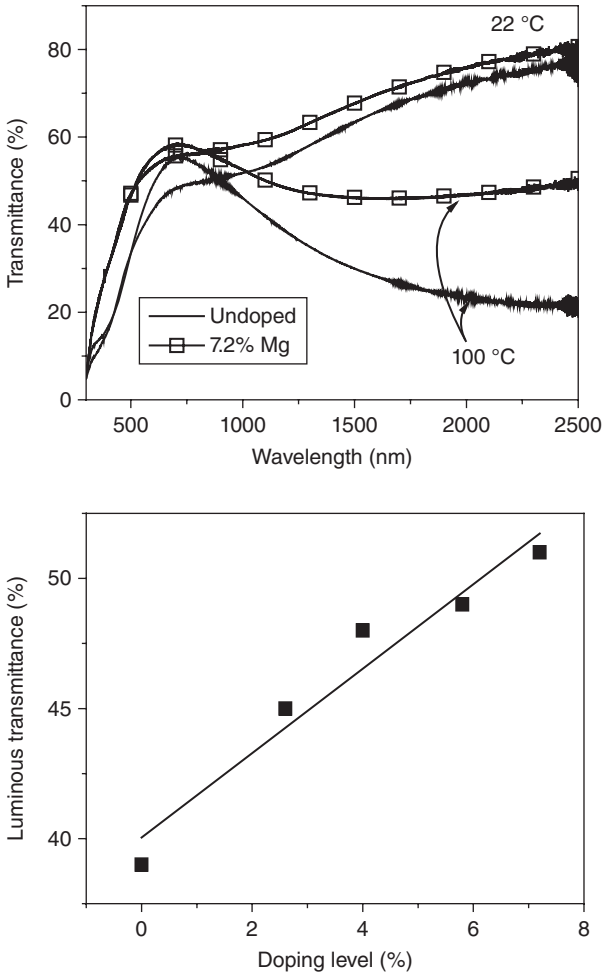 22 °C
80
60
40
20
0
Transmittance (%)
Undoped
7.2% Mg
100 °C
500
1000
1500
2000
2500
Wavelength (nm)
50
45
40
Luminous transmittance (%)
0
2
4
6
8
Doping level (%)